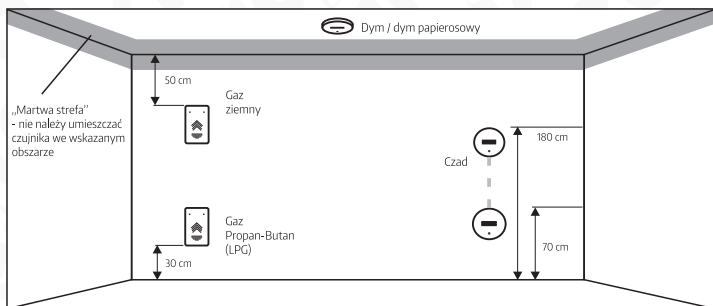 Dym / dym papierosowy
50 cm
„Martwa strefa”
- nie należy umieszczać
czujnika we wskazanym
obszarze
Gaz
ziemny
180 cm
Czad
Gaz
Propan-Butan
(LPG)
30 cm
70 cm